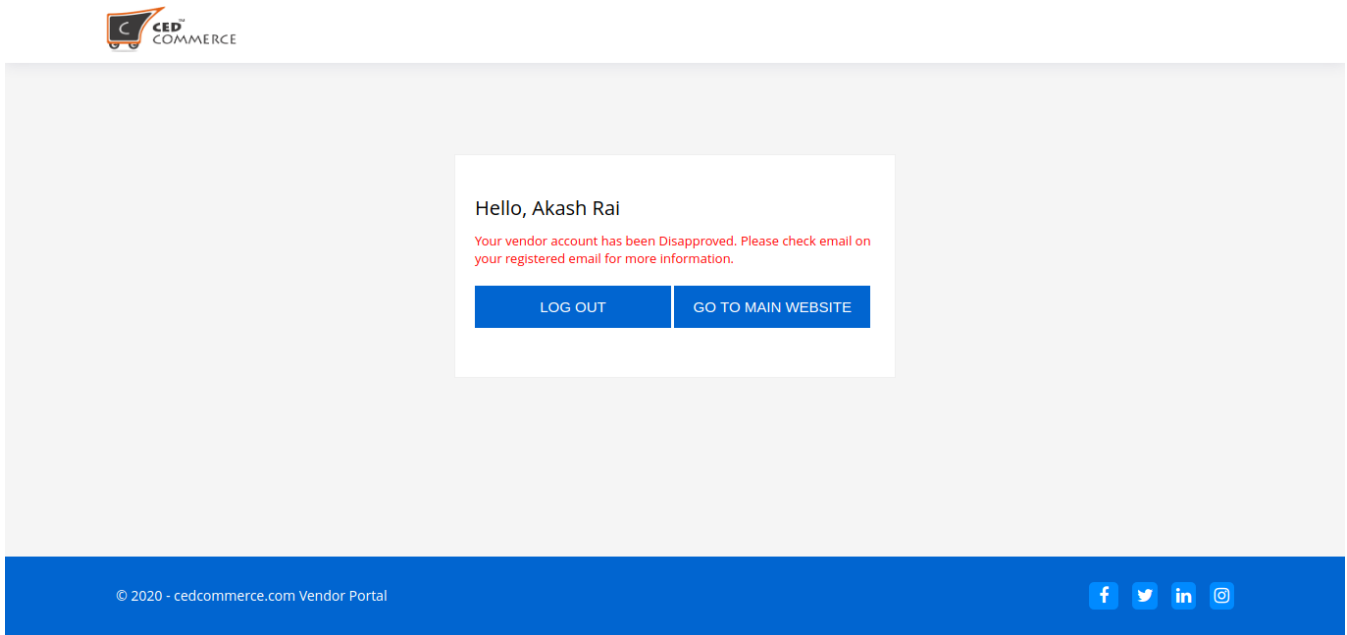 C CED™
COMMERCE
Hello, Akash Rai
Your vendor account has been Disapproved. Please check email on
your registered email for more information.
LOG OUT GO TO MAIN WEBSITE
© 2020 - cedcommerce.com Vendor Portal